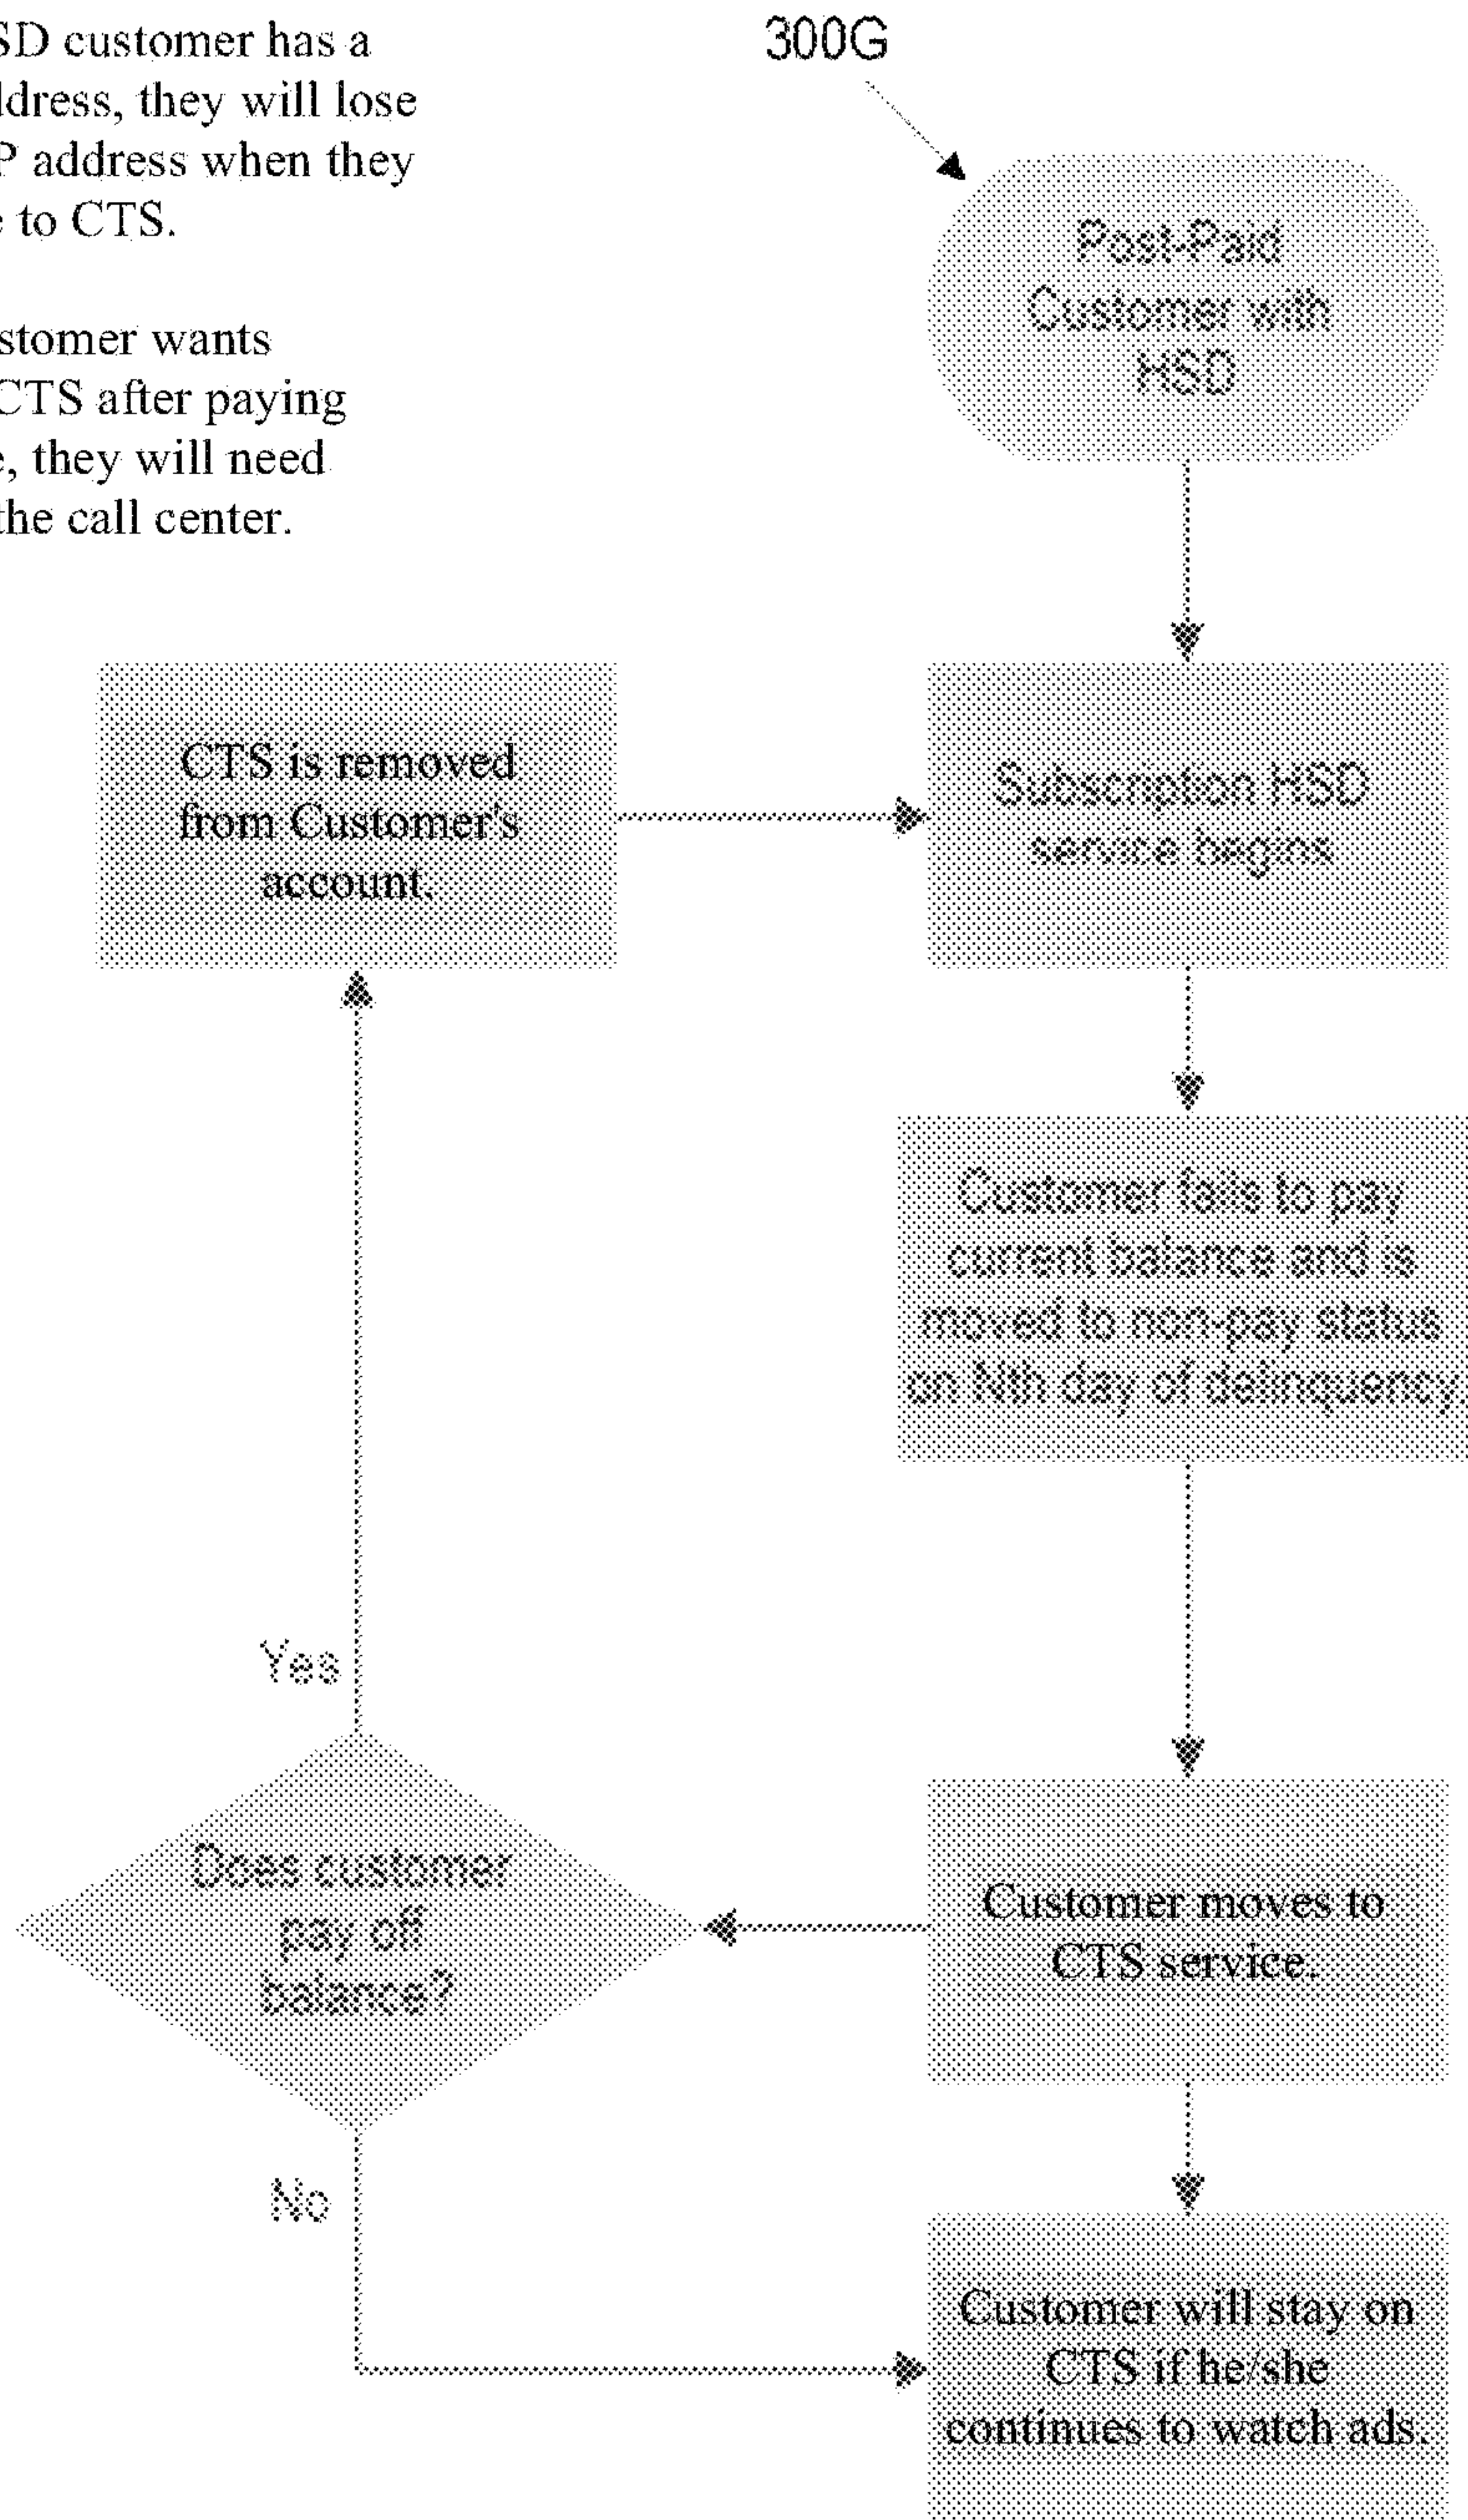 SD customer has a
ddress, they will lose
P address when they
e to CTS.
stomer wants
CTS after paying
e, they will need
the call center.
300G
Post-Paid
Customer with
HSD
CTS is removed
from Customer's
account.
Subscription HSD
service begins
Customer fails to pay
current balance and is
moved to non-pay status
on Nth day of delinquency
Yes
Does customer
pay off
balance?
Customer moves to
CTS service.
No
Customer will stay on
CTS if he/she
continues to watch ads.